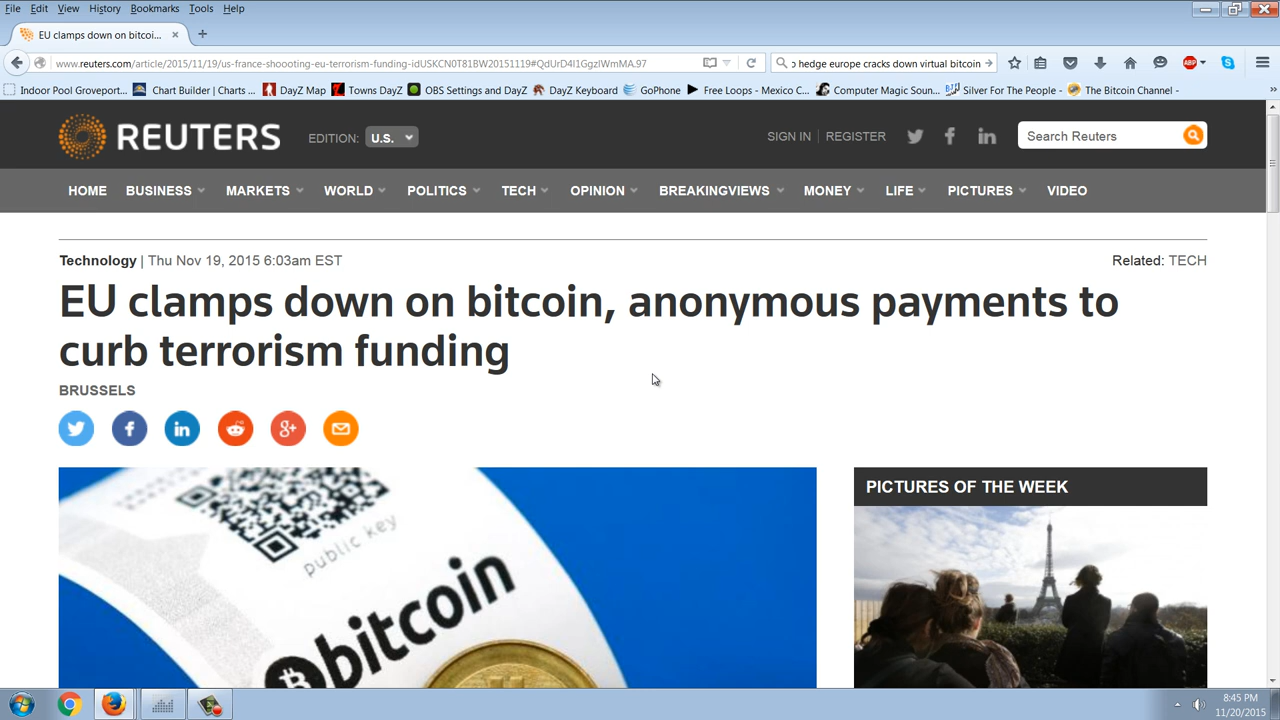 File Edit View History Bookmarks Tools Help
EU clamps down on bitcoi...
www.reuters.com/article/2015/11/19/us-france-shoooting-eu-terrorism-funding-idUSKCN0T81BW20151119#QdUrD4l1GgzlWmMA.97
hedge europe cracks down virtual bitcoin
ABP
Indoor Pool Groveport... Chart Builder | Charts ... DayZ Map Towns DayZ OBS Settings and DayZ DayZ Keyboard GoPhone Free Loops - Mexico C... Computer Magic Soun... Silver For The People - The Bitcoin Channel -
REUTERS EDITION: U.S. SIGN IN | REGISTER Search Reuters
HOME BUSINESS MARKETS WORLD POLITICS TECH OPINION BREAKINGVIEWS MONEY LIFE PICTURES VIDEO
Technology | Thu Nov 19, 2015 6:03am EST
Related: TECH
EU clamps down on bitcoin, anonymous payments to
curb terrorism funding
BRUSSELS
public key
bitcoin
PICTURES OF THE WEEK
8:45 PM
11/20/2015